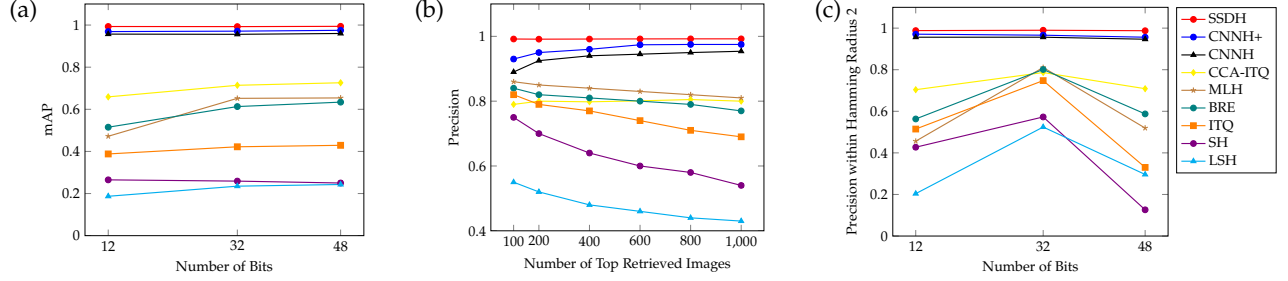 (a)
1
0.8
0.6
0.4
0.2
0
mAP
12 32 48
Number of Bits
(b)
1
0.8
0.6
0.4
Precision
100 200 400 600 800 1,000
Number of Top Retrieved Images
(c)
1
0.8
0.6
0.4
0.2
0
Precision within Hamming Radius 2
12 32 48
Number of Bits
SSDH
CNNH+
CNNH
CCA-ITQ
MLH
BRE
ITQ
SH
LSH